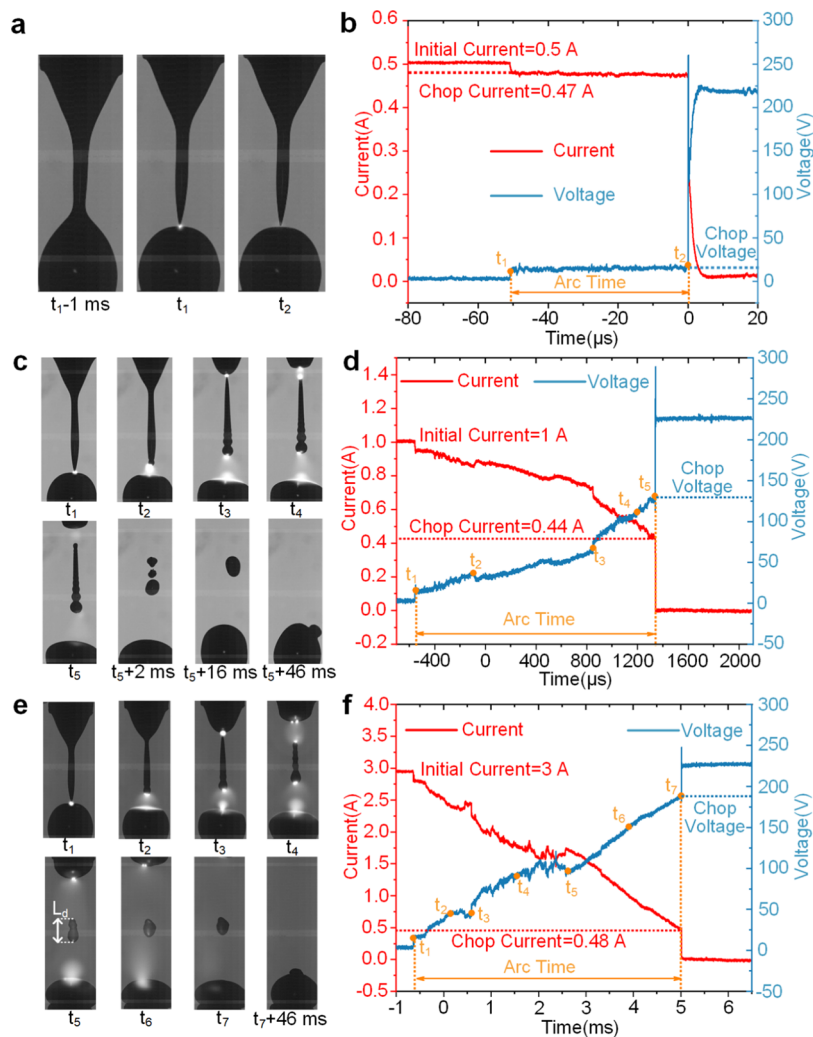 a
t₁-1 ms
t₁
t₂
b
Current(A)
0.6
0.5
0.4
0.3
0.2
0.1
0.0
Initial Current=0.5 A
Chop Current=0.47 A
Current
Voltage
t₁
t₂
Arc Time
Chop
Voltage
300
250
200
150
100
50
0
Voltage(V)
-80
-60
-40
-20
0
20
Time(μs)
c
t₁
t₂
t₃
t₄
t₅
t₅+2 ms
t₅+16 ms
t₅+46 ms
d
Current(A)
1.4
1.2
1.0
0.8
0.6
0.4
0.2
0.0
-0.2
Current
Voltage
Initial Current=1 A
Chop Current=0.44 A
Chop
Voltage
t₁
t₂
t₃
t₄
t₅
Arc Time
300
250
200
150
100
50
0
-50
Voltage(V)
-400
0
400
800
1200
1600
2000
Time(μs)
e
t₁
t₂
t₃
t₄
L_d
t₅
t₆
t₇
t₇+46 ms
f
Current(A)
4.0
3.5
3.0
2.5
2.0
1.5
1.0
0.5
0.0
-0.5
Current
Voltage
Initial Current=3 A
Chop Current=0.48 A
Chop
Voltage
t₁
t₂
t₃
t₄
t₅
t₆
t₇
Arc Time
300
250
200
150
100
50
0
-50
Voltage(V)
-1
0
1
2
3
4
5
6
Time(ms)